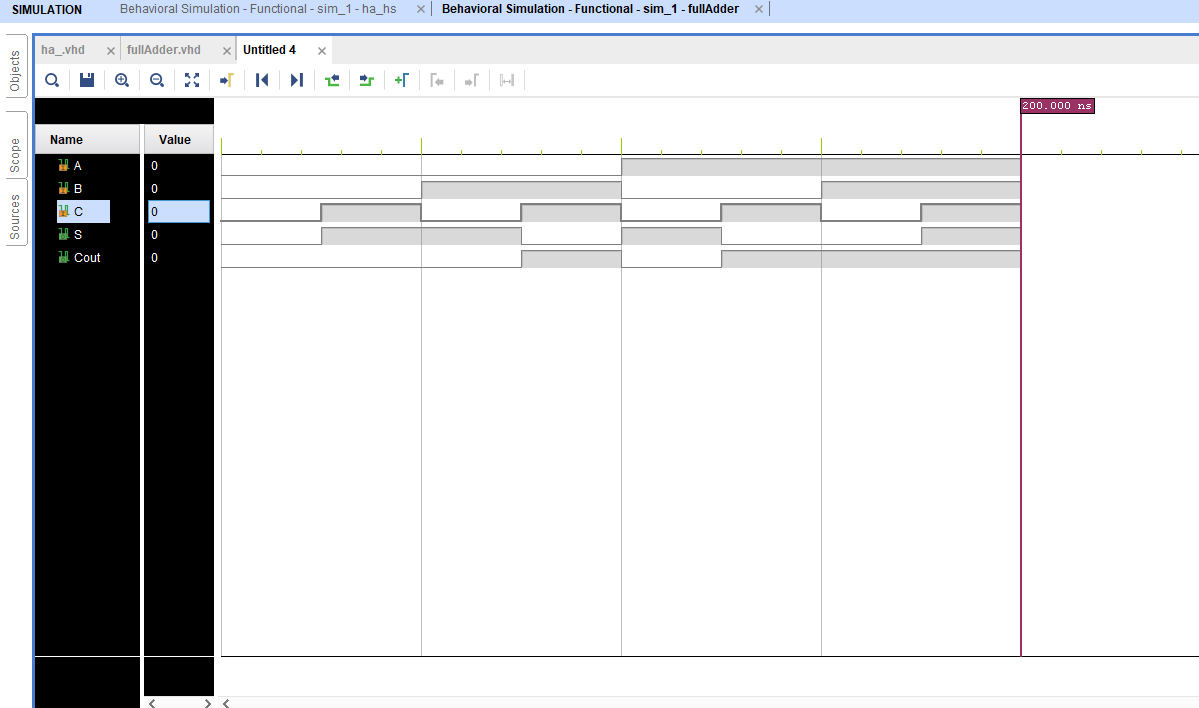 SIMULATION
Behavioral Simulation - Functional - sim_1 - ha_hs
Behavioral Simulation - Functional - sim_1 - fullAdder
Objects
Scope
Sources
ha_.vhd
fullAdder.vhd
Untitled 4
200.000 ns
Name Value
A 0
B 0
C 0
S 0
Cout 0